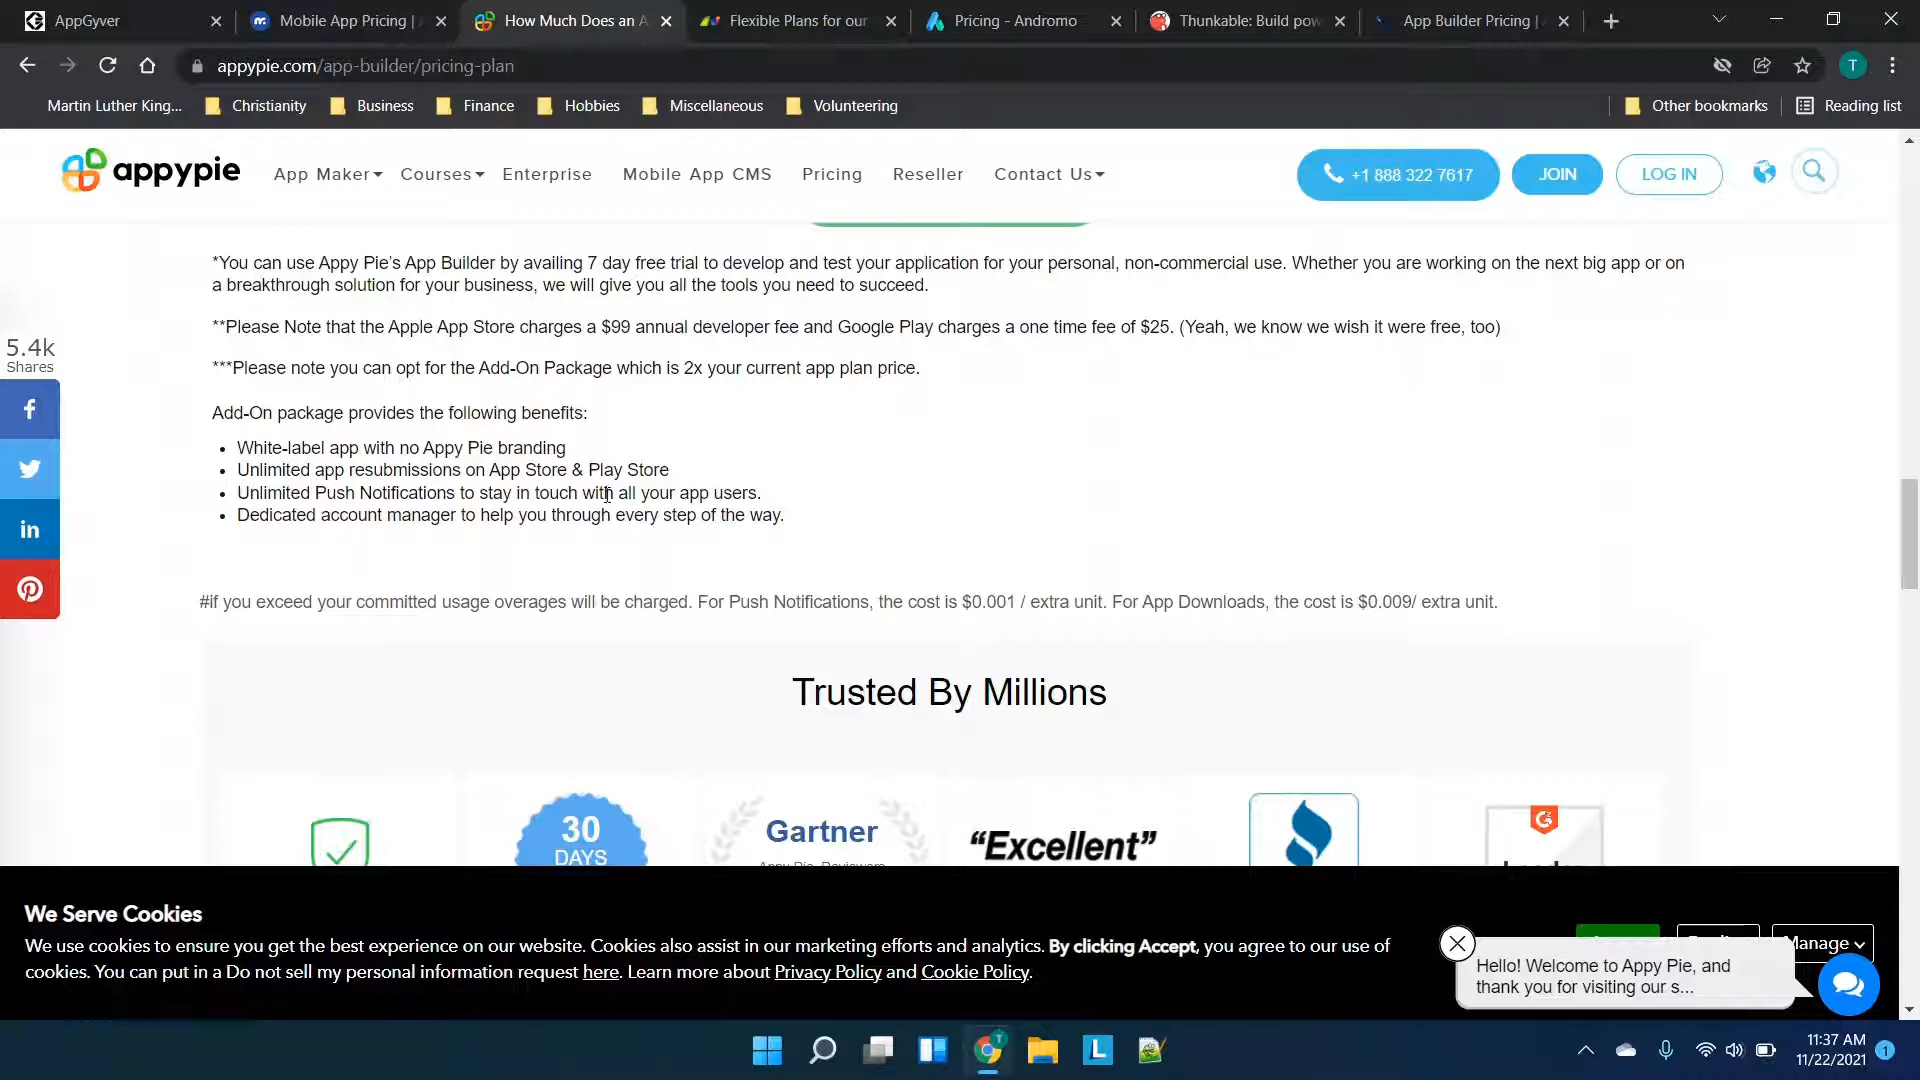 AppGyver
Mobile App Pricing |
How Much Does an A
Flexible Plans for our
Pricing - Andromo
Thunkable: Build pow
App Builder Pricing |
appypie.com/app-builder/pricing-plan
T
Martin Luther King...
Christianity
Business
Finance
Hobbies
Miscellaneous
Volunteering
Other bookmarks
Reading list
appypie
App Maker
Courses
Enterprise
Mobile App CMS
Pricing
Reseller
Contact Us
+1 888 322 7617
JOIN
LOG IN
*You can use Appy Pie's App Builder by availing 7 day free trial to develop and test your application for your personal, non-commercial use. Whether you are working on the next big app or on
a breakthrough solution for your business, we will give you all the tools you need to succeed.
**Please Note that the Apple App Store charges a $99 annual developer fee and Google Play charges a one time fee of $25. (Yeah, we know we wish it were free, too)
5.4k
Shares
***Please note you can opt for the Add-On Package which is 2x your current app plan price.
Add-On package provides the following benefits:
• White-label app with no Appy Pie branding
• Unlimited app resubmissions on App Store & Play Store
• Unlimited Push Notifications to stay in touch with all your app users.
• Dedicated account manager to help you through every step of the way.
#if you exceed your committed usage overages will be charged. For Push Notifications, the cost is $0.001 / extra unit. For App Downloads, the cost is $0.009/ extra unit.
Trusted By Millions
30
DAYS
Gartner
"Excellent"
We Serve Cookies
We use cookies to ensure you get the best experience on our website. Cookies also assist in our marketing efforts and analytics. By clicking Accept, you agree to our use of
cookies. You can put in a Do not sell my personal information request here. Learn more about Privacy Policy and Cookie Policy.
Manage
Hello! Welcome to Appy Pie, and
thank you for visiting our s...
11:37 AM
11/22/2021
1